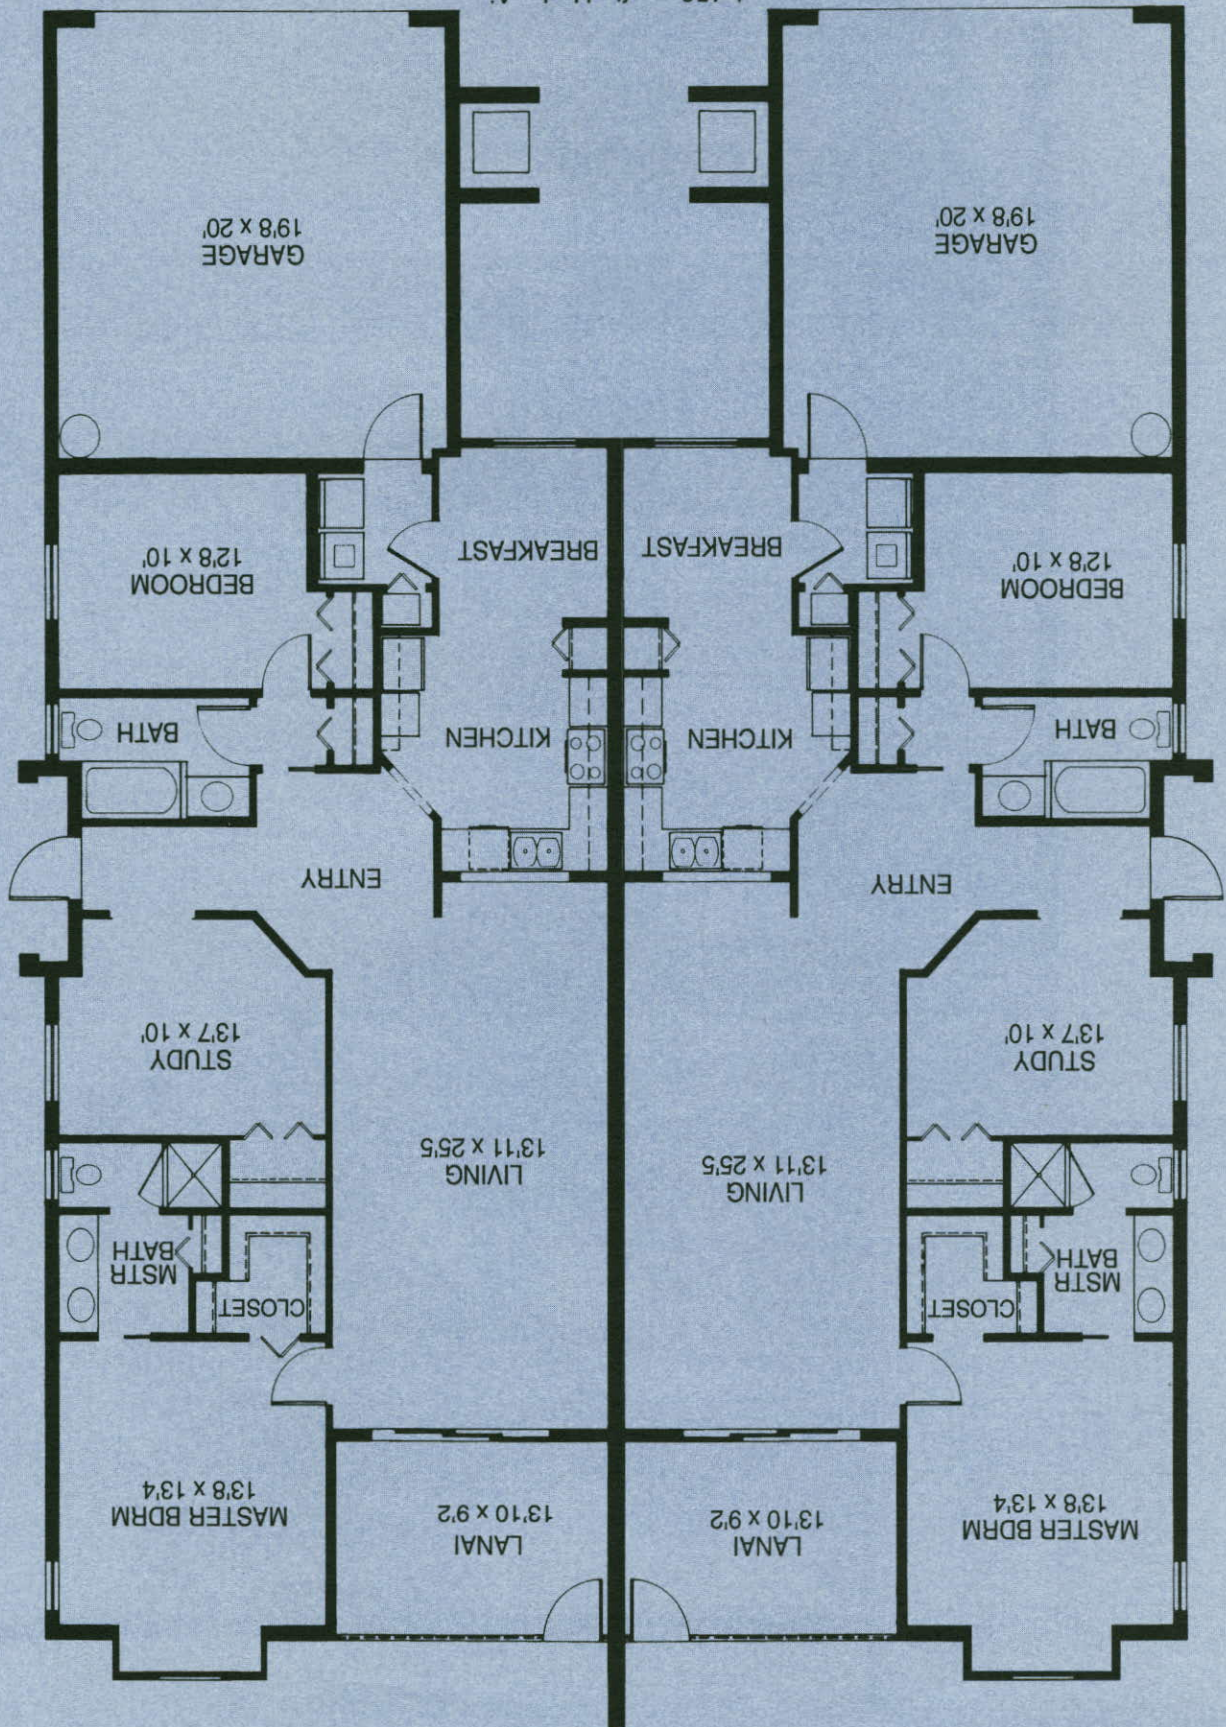 LANAI
13'10 x 9'2
LANAI
13'10 x 9'2
MASTER BDRM
13'8 x 13'4
MASTER BDRM
13'8 x 13'4
CLOSET
CLOSET
MSTR
BATH
MSTR
BATH
LIVING
13'11 x 25'5
LIVING
13'11 x 25'5
STUDY
13'7 x 10'
STUDY
13'7 x 10'
ENTRY
ENTRY
BATH
KITCHEN
KITCHEN
BATH
BEDROOM
12'8 x 10'
BREAKFAST
BREAKFAST
BEDROOM
12'8 x 10'
GARAGE
19'8 x 20'
GARAGE
19'8 x 20'